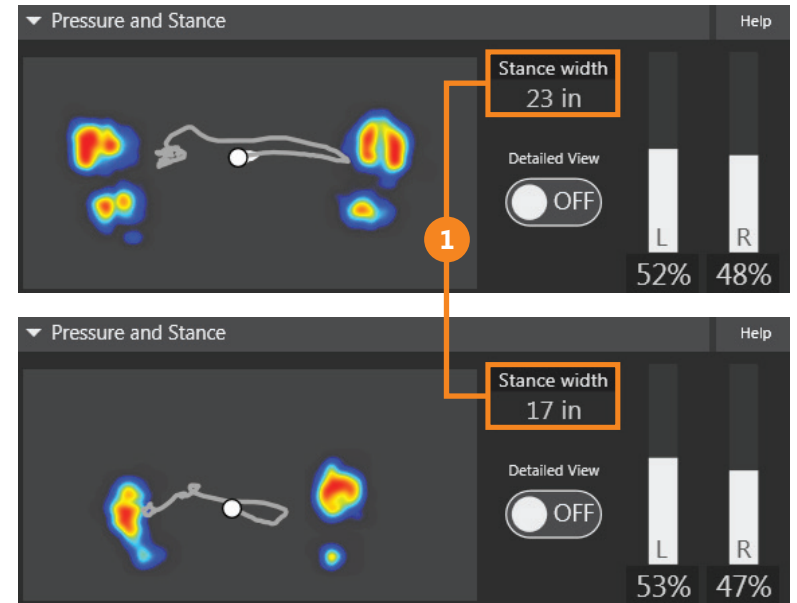 Pressure and Stance Help
Stance width
23 in
Detailed View
OFF
L R
52% 48%
1
Pressure and Stance Help
Stance width
17 in
Detailed View
OFF
L R
53% 47%